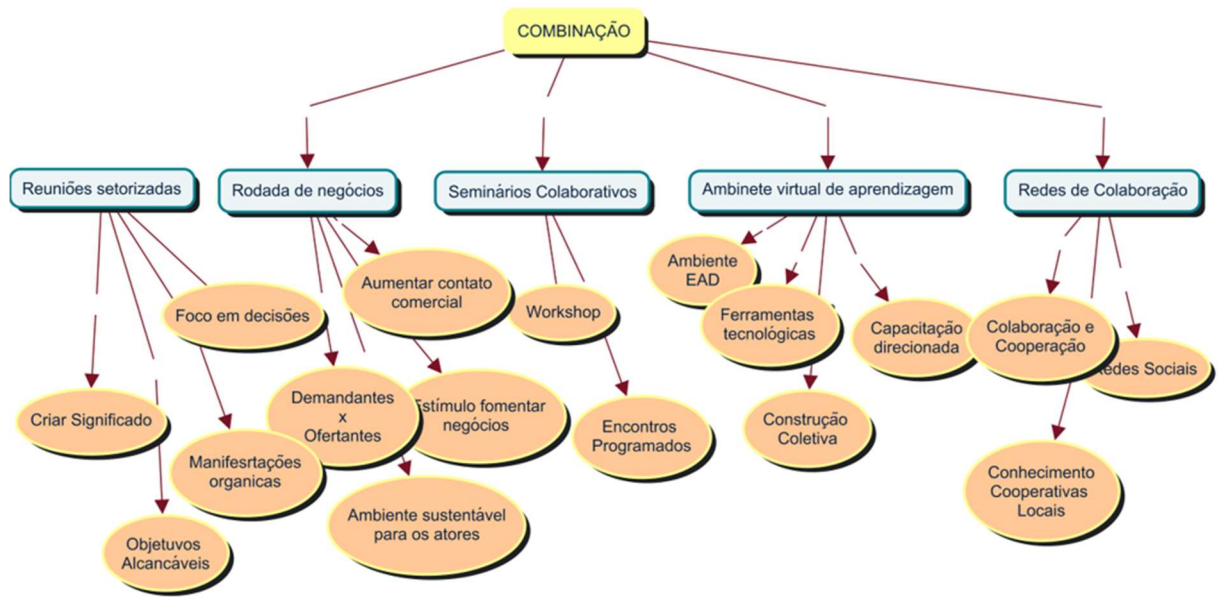 COMBINAÇÃO
Reuniões setorizadas
Rodada de negócios
Seminários Colaborativos
Ambinete virtual de aprendizagem
Redes de Colaboração
Foco em decisões
Criar Significado
Manifesrtações
organicas
Objetuvos
Alcancáveis
Aumentar contato
comercial
Demandantes
x
Ofertantes
Estímulo fomentar
negócios
Ambiente sustentável
para os atores
Workshop
Encontros
Programados
Ambiente
EAD
Ferramentas
tecnológicas
Construção
Coletiva
Capacitação
direcionada
Colaboração e
Cooperação
Redes Sociais
Conhecimento
Cooperativas
Locais